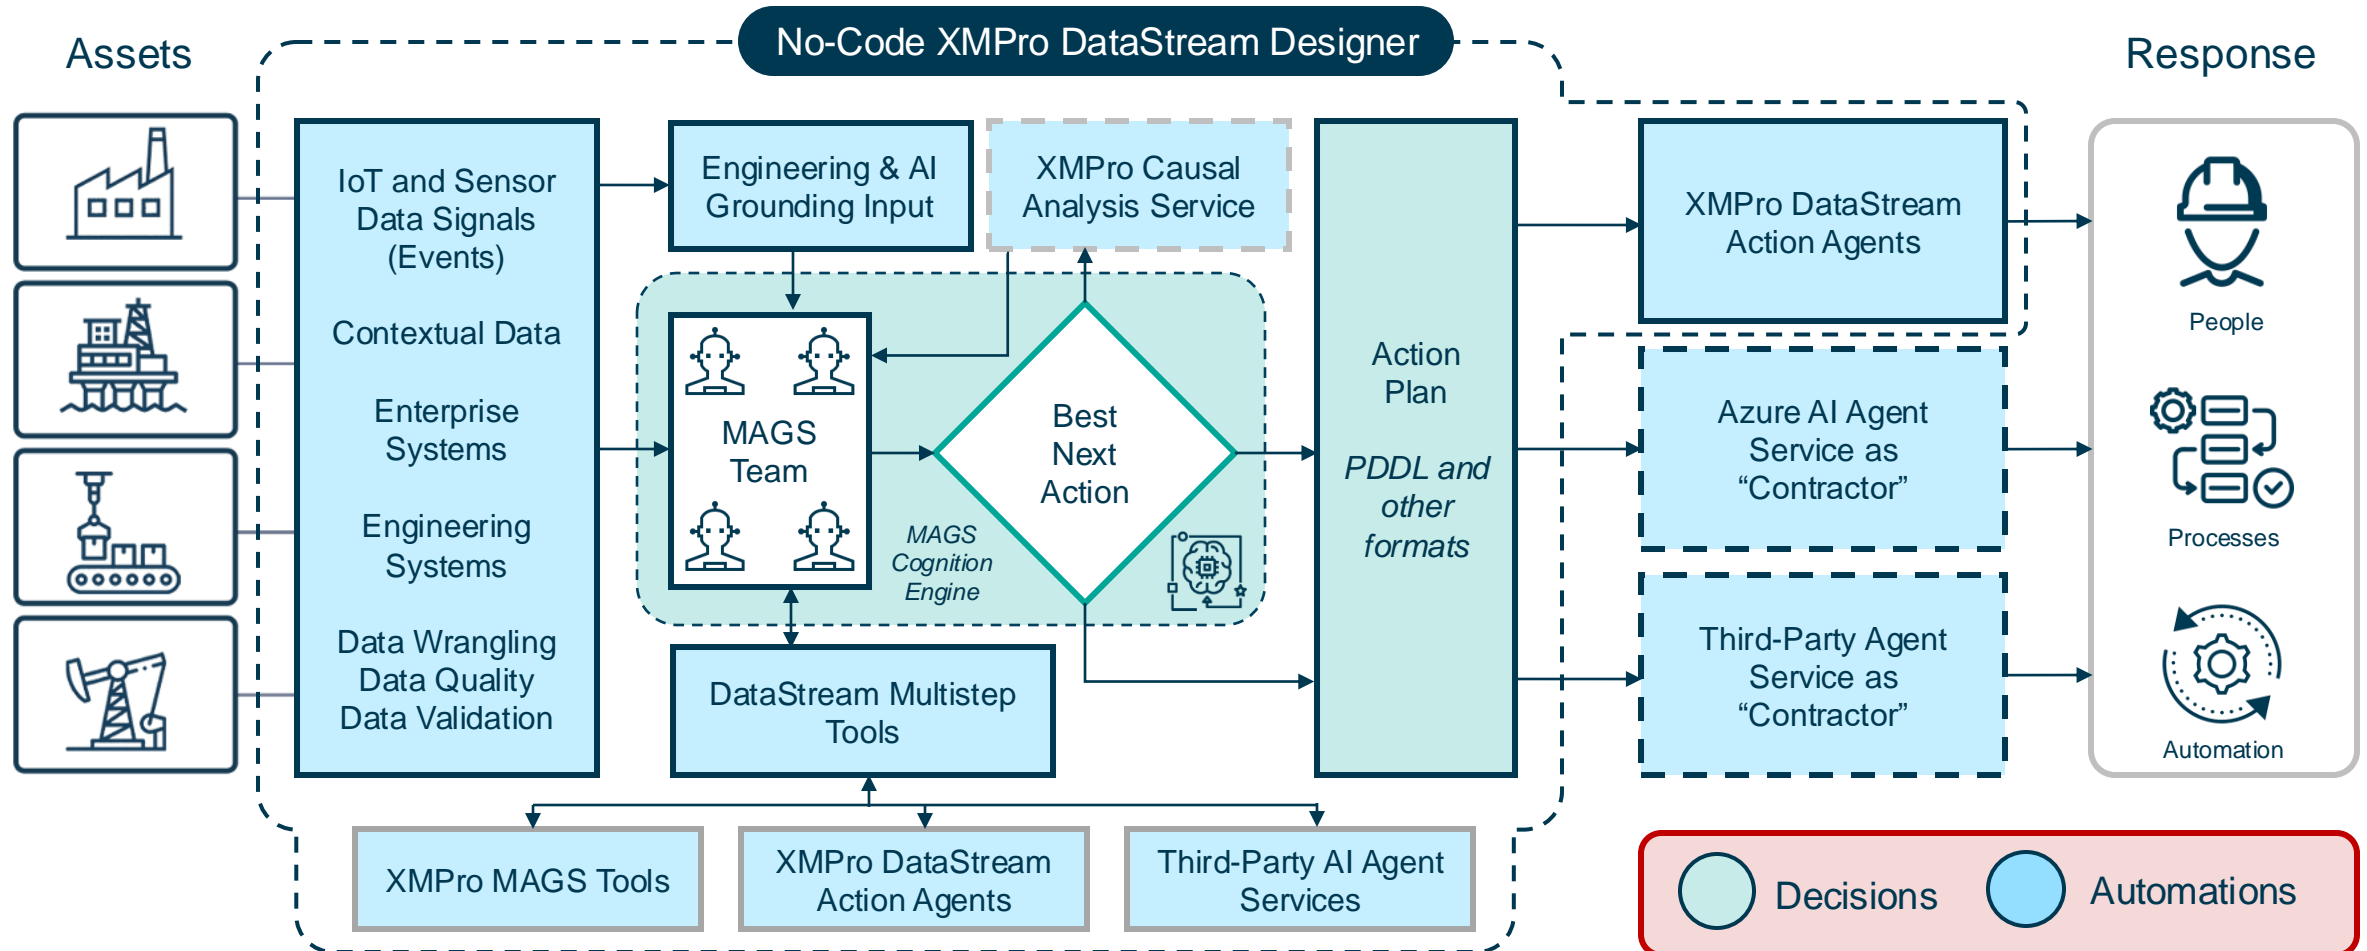 No-Code XMPro DataStream Designer
Assets
Response
IoT and Sensor
Data Signals
(Events)
Contextual Data
Enterprise
Systems
Engineering
Systems
Data Wrangling
Data Quality
Data Validation
Engineering & AI
Grounding Input
XMPro Causal
Analysis Service
MAGS
Team
Best
Next
Action
MAGS
Cognition
Engine
DataStream Multistep
Tools
XMPro MAGS Tools
XMPro DataStream
Action Agents
Third-Party AI Agent
Services
Action
Plan
PDDL and
other
formats
XMPro DataStream
Action Agents
Azure AI Agent
Service as
“Contractor”
Third-Party Agent
Service as
“Contractor”
People
Processes
Automation
Decisions
Automations